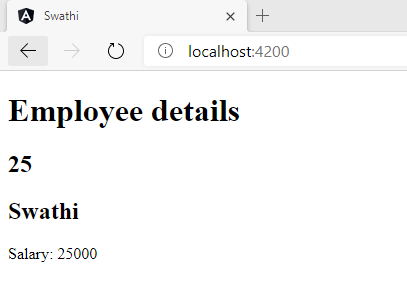 Swathi
localhost:4200
Employee details
25
Swathi
Salary: 25000